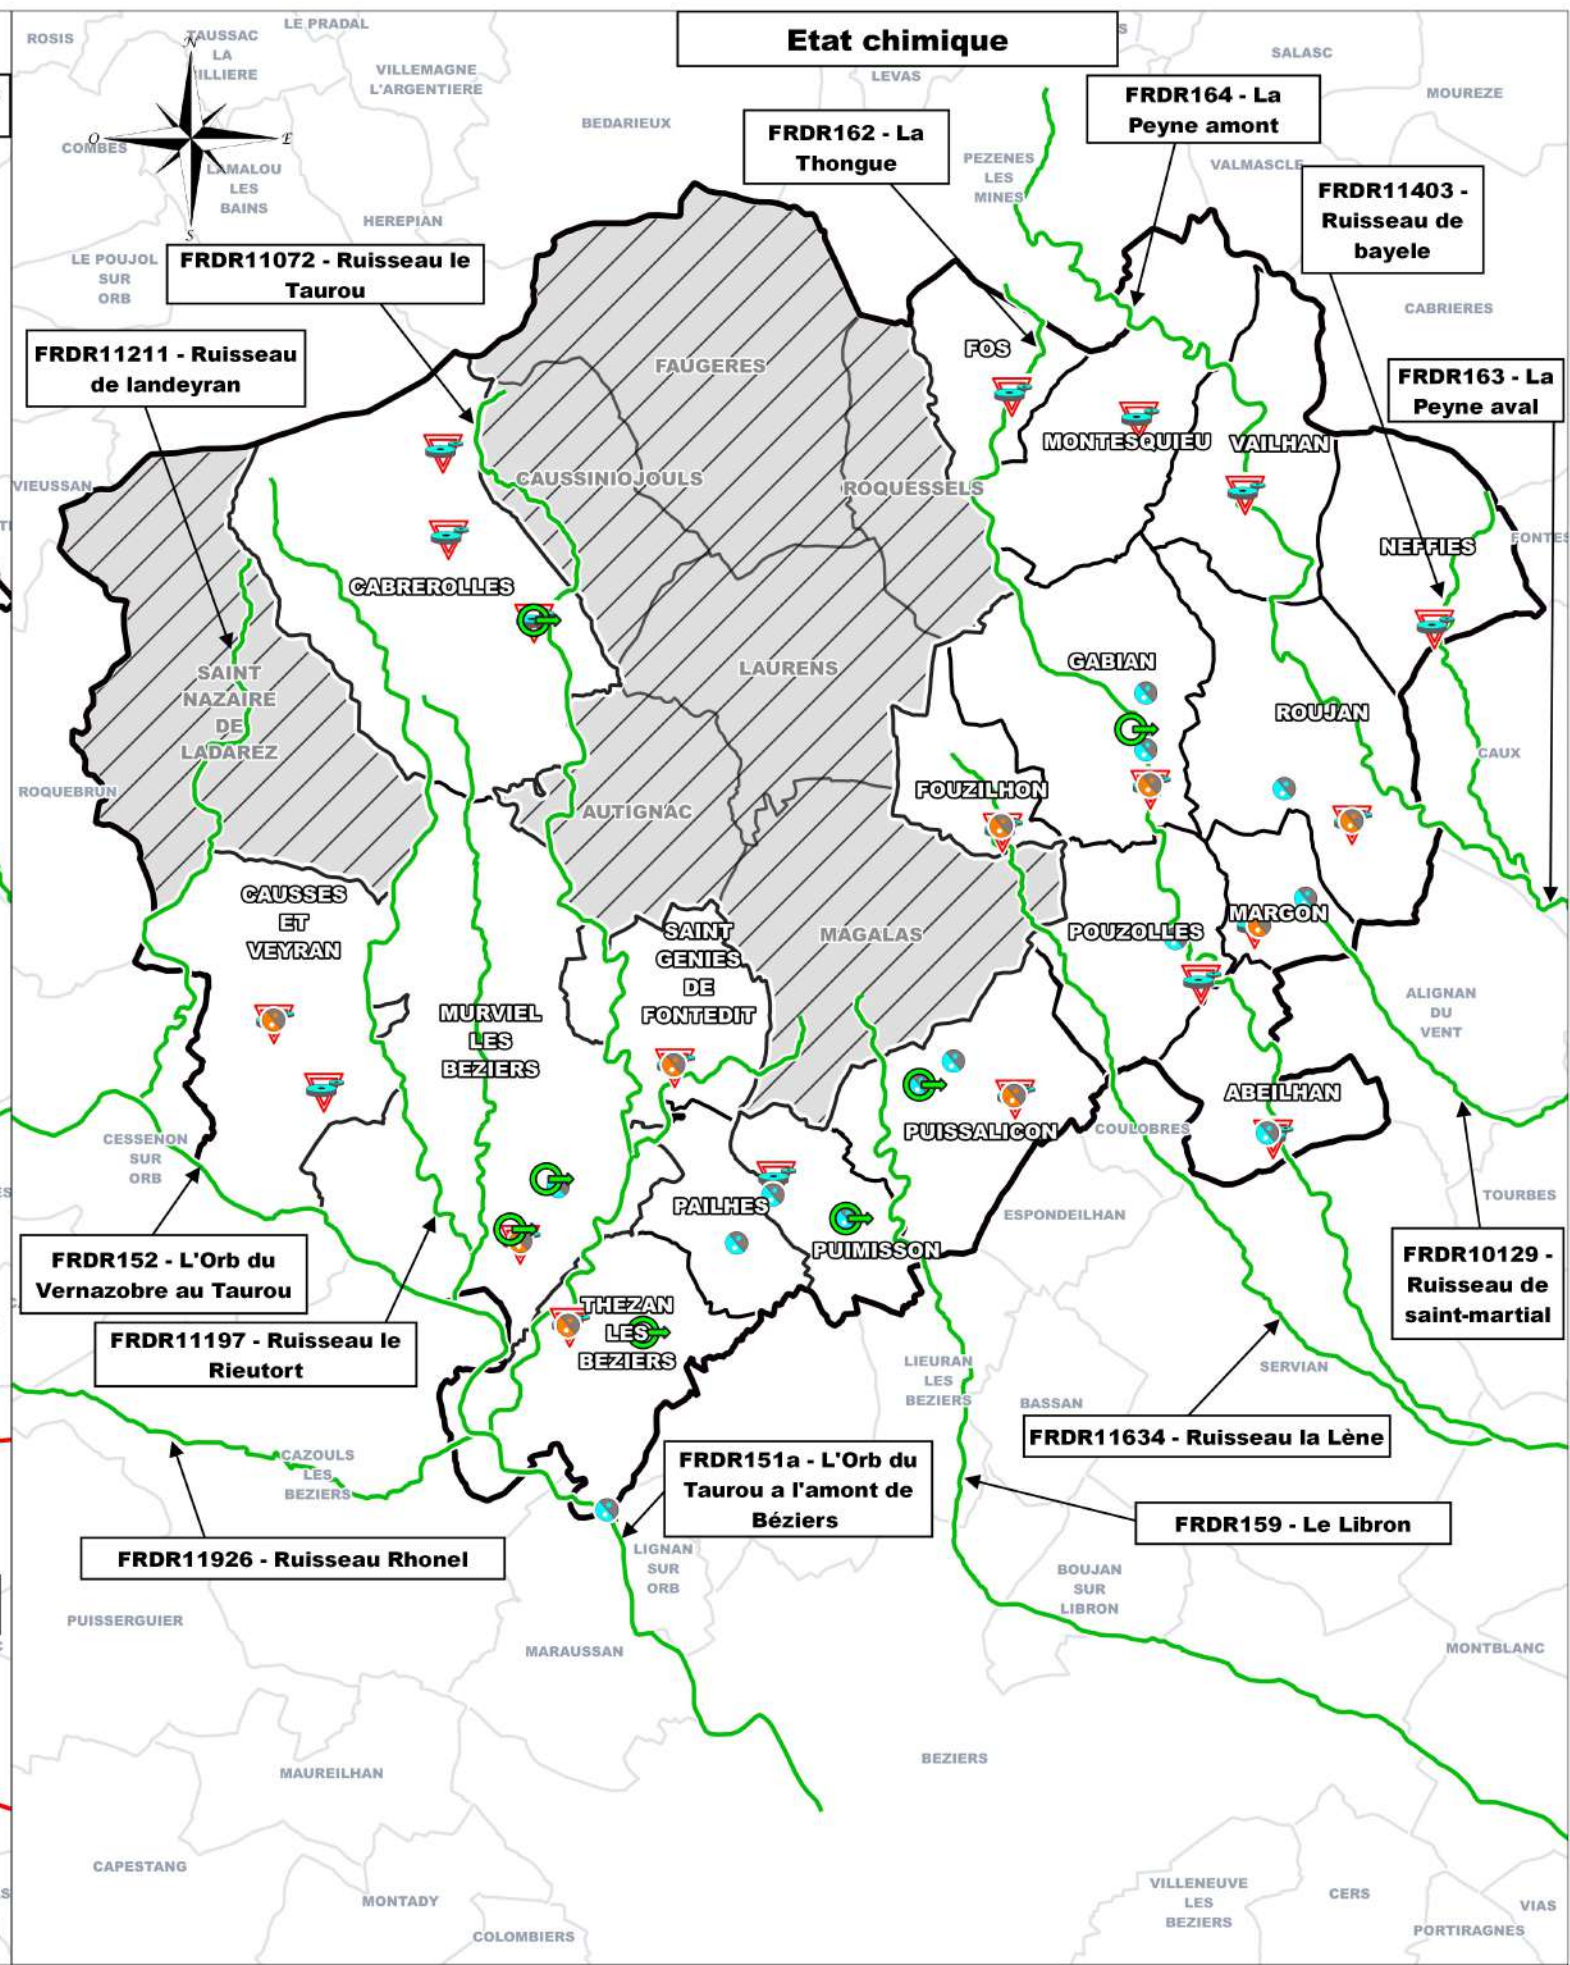 Etat chimique
ROSIS
TAUSSAC
LA
ILLIERE
LE PRADAL
VILLEMAGNE
L'ARGENTIERE
BEDARIEUX
LEVAS
SALASC
MOUREZE
N
O
E
S
COMBES
LAMALOU
LES
BAINS
HEREPIAN
LE POUJOL
SUR
ORB
PEZENES
LES
MINES
VALMASCLE
CABRIERES
FRDR164 - La
Peyne amont
FRDR162 - La
Thongue
FRDR11403 -
Ruisseau de
bayele
FRDR11072 - Ruisseau le
Taurou
FRDR11211 - Ruisseau
de landeyran
FRDR163 - La
Peyne aval
FOS
FAUGERES
MONTESQUIEU
VAILHAN
CAUSSINIOJOULS
ROQUESSELS
VIEUSSAN
NEFFIES
FONTES
CABREROLLES
LAURENS
GABIAN
SAINT
NAZAIRE
DE
LADAREZ
ROUJAN
CAUX
ROQUEBRUN
FOUZILHON
AUTIGNAC
CAUSSES
ET
VEYRAN
MARGON
POUZOLLES
MAGALAS
SAINT
GENIES
DE
FONTEDIT
MURVIEL
LES
BEZIERS
ALIGNAN
DU
VENT
ABEILHAN
PUISSALICON
COULOBRES
CESSENON
SUR
ORB
TOURBES
PAILHES
ESPONDEILHAN
PUIMISSON
FRDR152 - L'Orb du
Vernazobre au Taurou
FRDR10129 -
Ruisseau de
saint-martial
THEZAN
LES
BEZIERS
FRDR11197 - Ruisseau le
Rieutort
LIEURAN
LES
BEZIERS
SERVIAN
BASSAN
FRDR11634 - Ruisseau la Lène
CAZOULS
LES
BEZIERS
FRDR151a - L'Orb du
Taurou a l'amont de
Béziers
FRDR159 - Le Libron
FRDR11926 - Ruisseau Rhonel
LIGNAN
SUR
ORB
BOUJAN
SUR
LIBRON
PUISSERGUIER
MARAUSSAN
MONTBLANC
BEZIERS
MAUREILHAN
CAPESTANG
MONTADY
COLOMBIERS
VILLENEUVE
LES
BEZIERS
CERS
VIAS
PORTIRAGNES